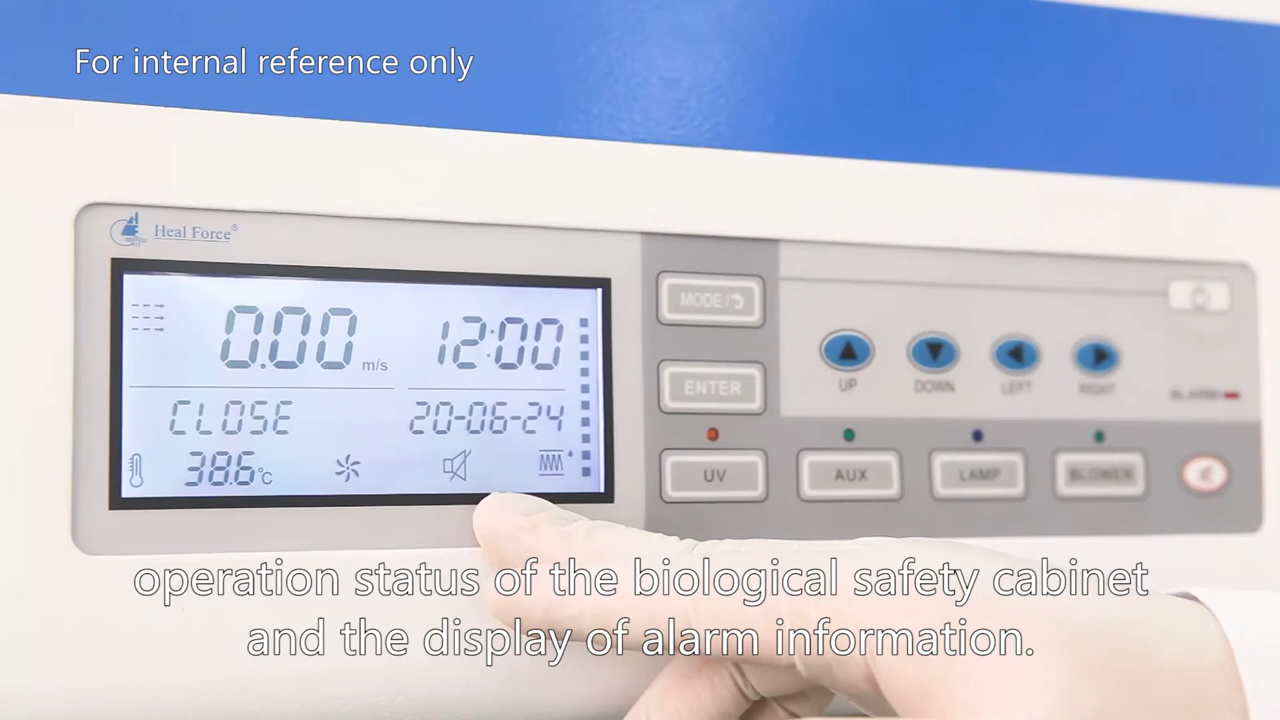 For internal reference only
Heal Force®
0.00 m/s
12:00
CLOSE
20-06-24
38.6°C
MODE/
ENTER
UP
DOWN
LEFT
RIGHT
ALARM
UV
AUX
LAMP
BLOWER
operation status of the biological safety cabinet
and the display of alarm information.